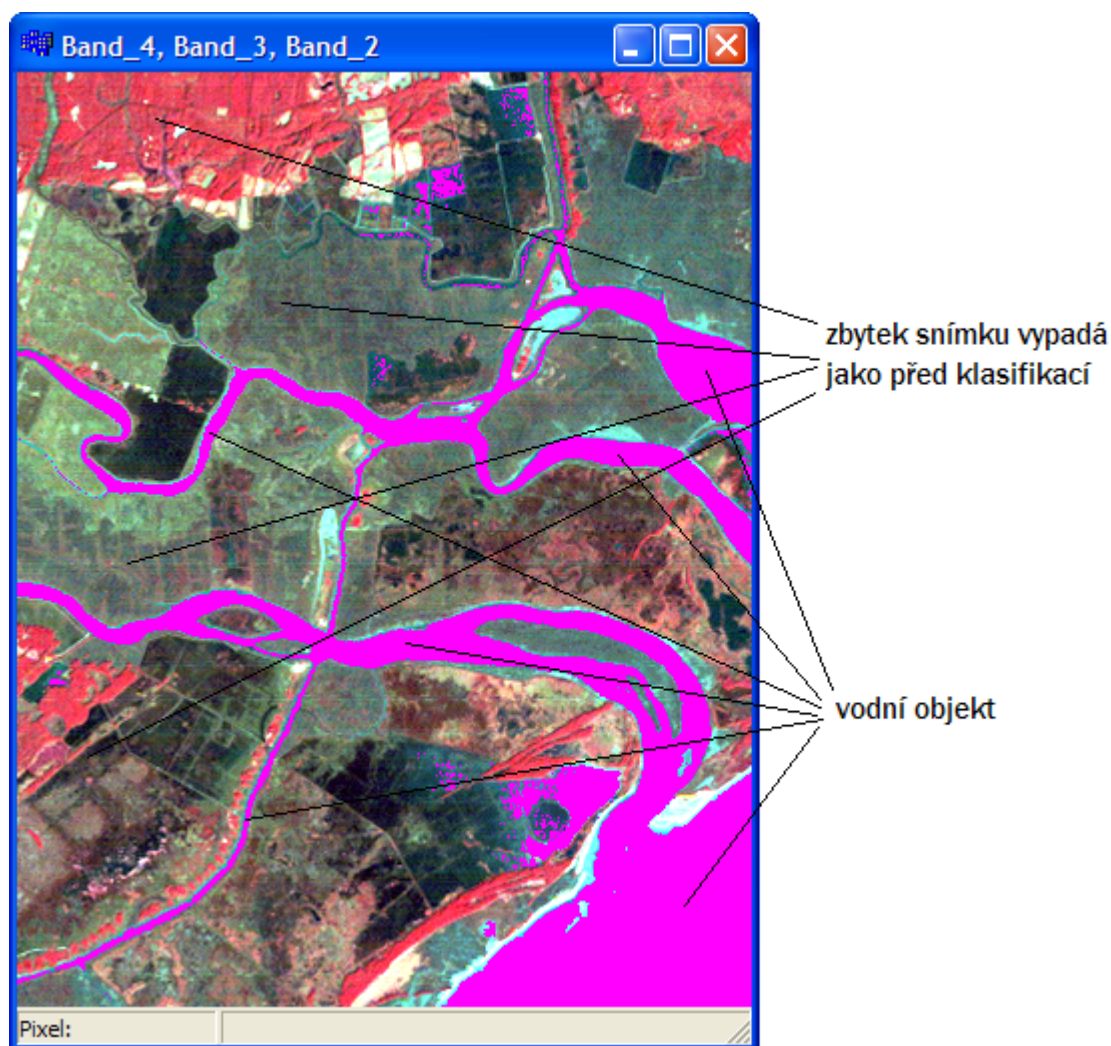 Band_4, Band_3, Band_2
zbytek snímku vypadá
jako před klasifikací
vodní objekt
Pixel: